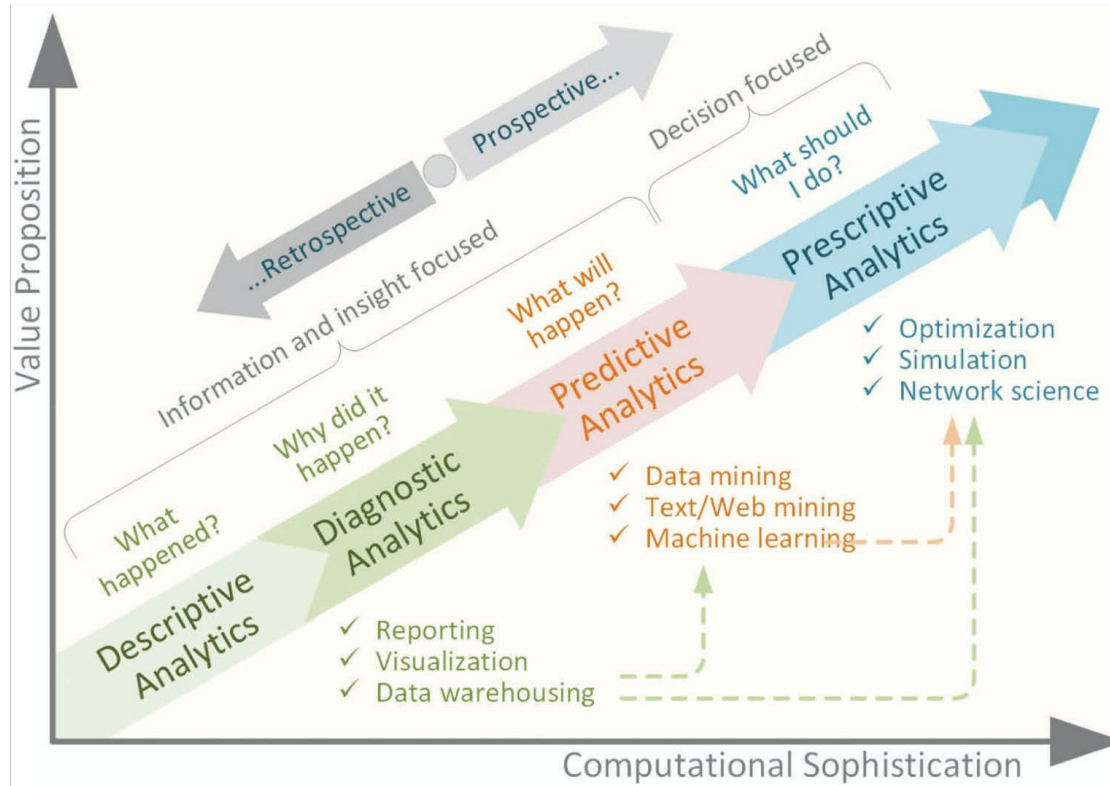 Value Proposition
...Retrospective
Prospective...
Information and insight focused
Decision focused
What
happened?
Why did it
happen?
What will
happen?
What should
I do?
Descriptive
Analytics
Diagnostic
Analytics
Predictive
Analytics
Prescriptive
Analytics
✓ Reporting
✓ Visualization
✓ Data warehousing
✓ Data mining
✓ Text/Web mining
✓ Machine learning
✓ Optimization
✓ Simulation
✓ Network science
Computational Sophistication